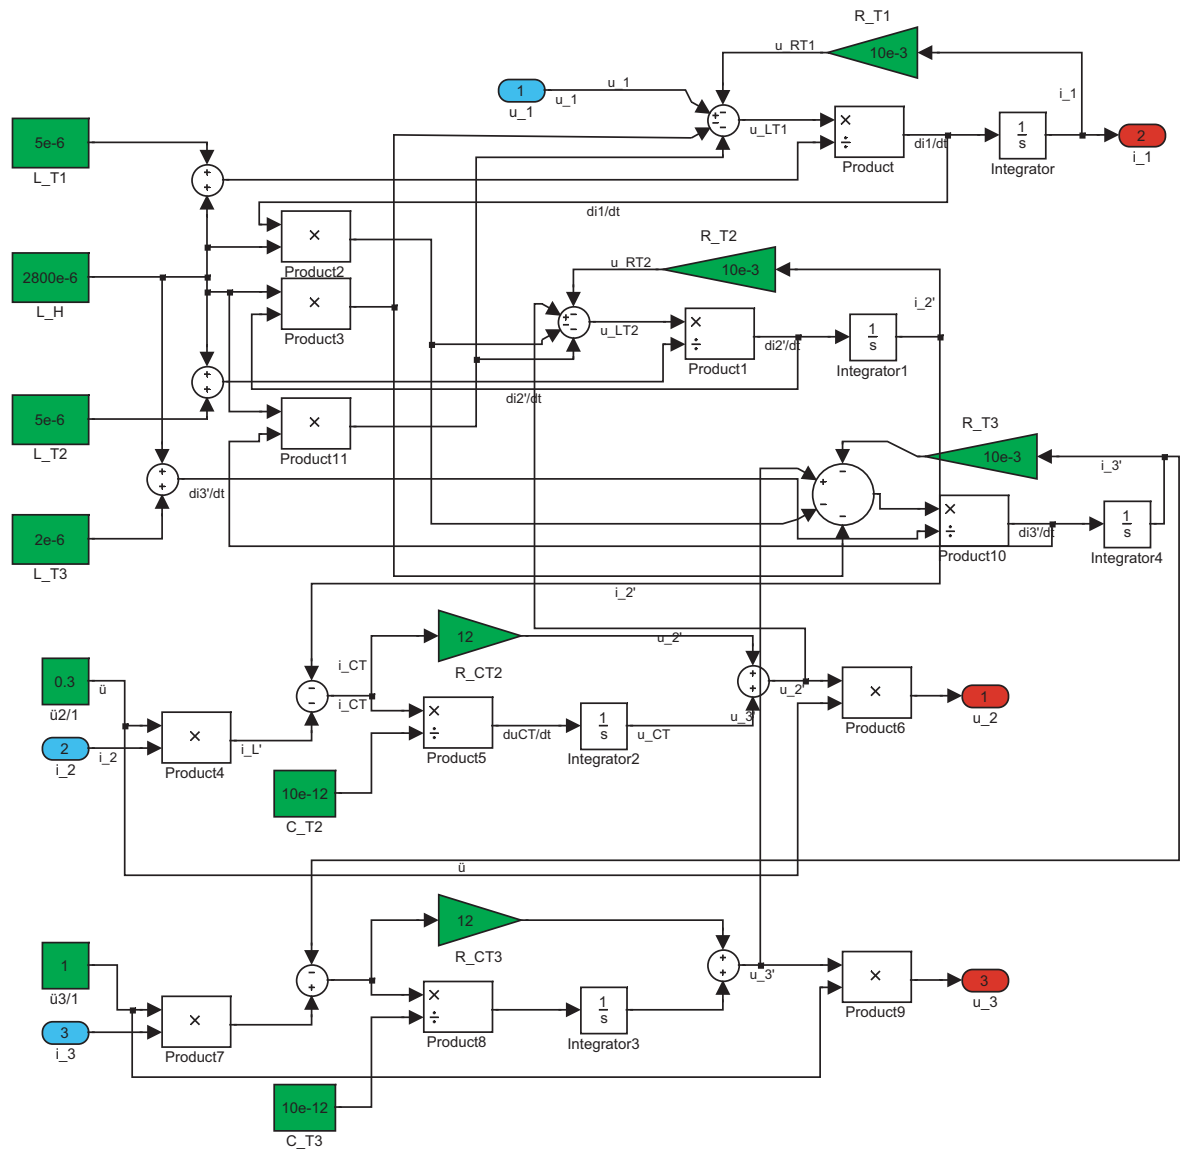 R_T1
10e-3
u_RT1
1
u_1
u_1
u_1
i_1
u_LT1
×
÷
Product
di1/dt
1
s
Integrator
2
i_1
5e-6
L_T1
di1/dt
×
Product2
2800e-6
L_H
×
Product3
R_T2
10e-3
u_RT2
i_2'
u_LT2
×
÷
Product1
di2'/dt
1
s
Integrator1
di2'/dt
5e-6
L_T2
×
Product11
R_T3
10e-3
i_3'
di3'/dt
×
÷
Product10
di3'/dt
1
s
Integrator4
2e-6
L_T3
i_2'
12
R_CT2
u_2'
i_CT
i_CT
0.3
ü
ü2/1
2
i_2
i_2
×
Product4
i_L'
×
÷
Product5
duCT/dt
1
s
Integrator2
u_CT
u_3'
u_2'
×
Product6
1
u_2
10e-12
C_T2
ü
12
R_CT3
1
ü3/1
3
i_3
×
Product7
×
÷
Product8
1
s
Integrator3
u_3'
×
Product9
3
u_3
10e-12
C_T3